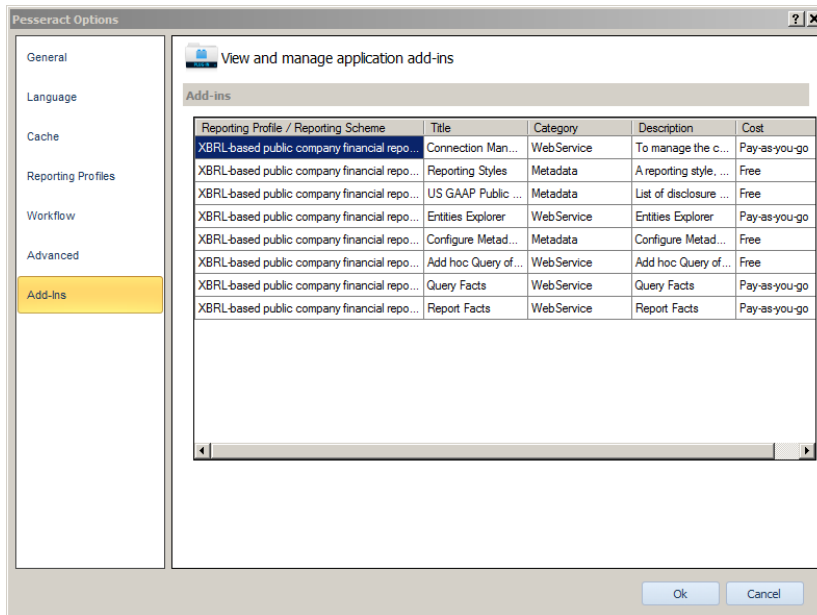 Pesseract Options
? X
General
Language
Cache
Reporting Profiles
Workflow
Advanced
Add-Ins
View and manage application add-ins
Add-ins
Reporting Profile / Reporting Scheme Title Category Description Cost
XBRL-based public company financial repo... Connection Man... WebService To manage the c... Pay-as-you-go
XBRL-based public company financial repo... Reporting Styles Metadata A reporting style, ... Free
XBRL-based public company financial repo... US GAAP Public ... Metadata List of disclosure ... Free
XBRL-based public company financial repo... Entities Explorer WebService Entities Explorer Pay-as-you-go
XBRL-based public company financial repo... Configure Metad... Metadata Configure Metad... Free
XBRL-based public company financial repo... Add hoc Query of... WebService Add hoc Query of... Free
XBRL-based public company financial repo... Query Facts WebService Query Facts Pay-as-you-go
XBRL-based public company financial repo... Report Facts WebService Report Facts Pay-as-you-go
Ok Cancel